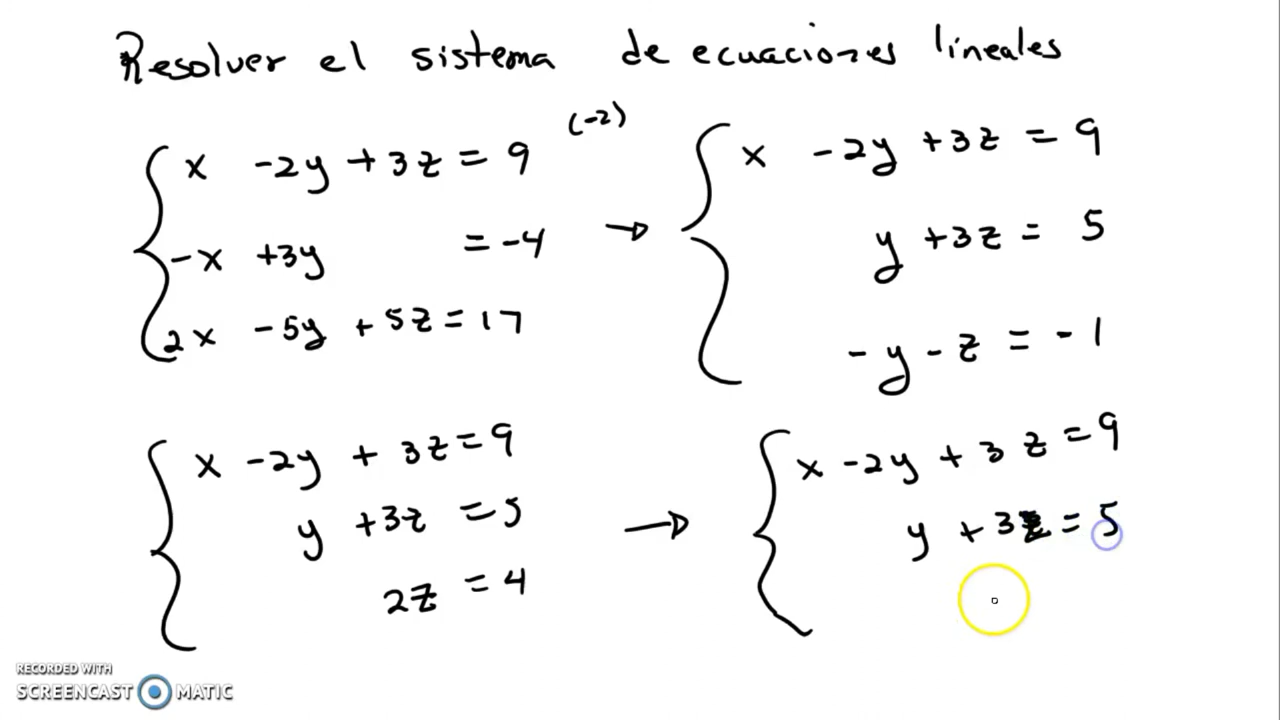 Resolver el sistema de ecuaciones lineales
(-2)
x -2y + 3z = 9
-x +3y = -4
2x -5y + 5z = 17
→
x -2y +3z = 9
y +3z = 5
-y - z = -1
x -2y + 3z = 9
y +3z = 5
2z = 4
→
x -2y + 3z = 9
y + 3z = 5
RECORDED WITH
SCREENCAST MATIC